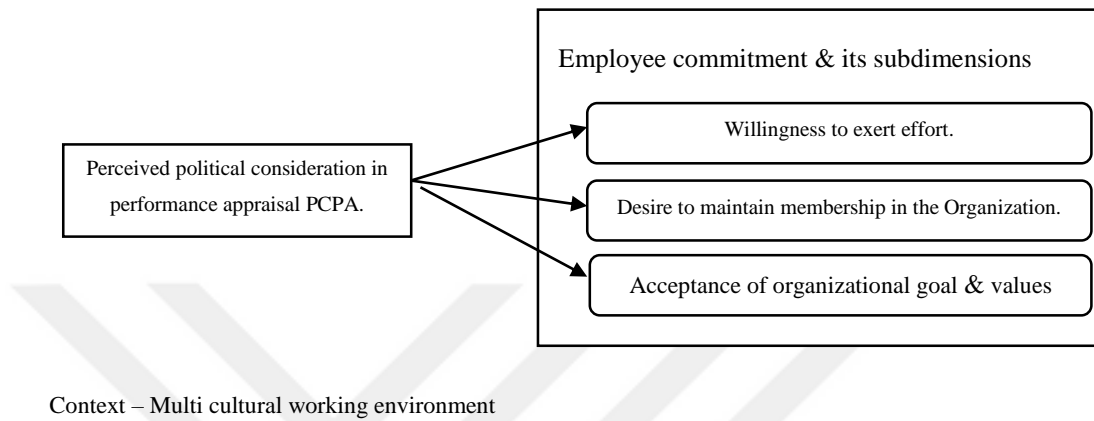 Employee commitment & its subdimensions
Willingness to exert effort.
Perceived political consideration in
performance appraisal PCPA.
Desire to maintain membership in the Organization.
Acceptance of organizational goal & values
Context – Multi cultural working environment